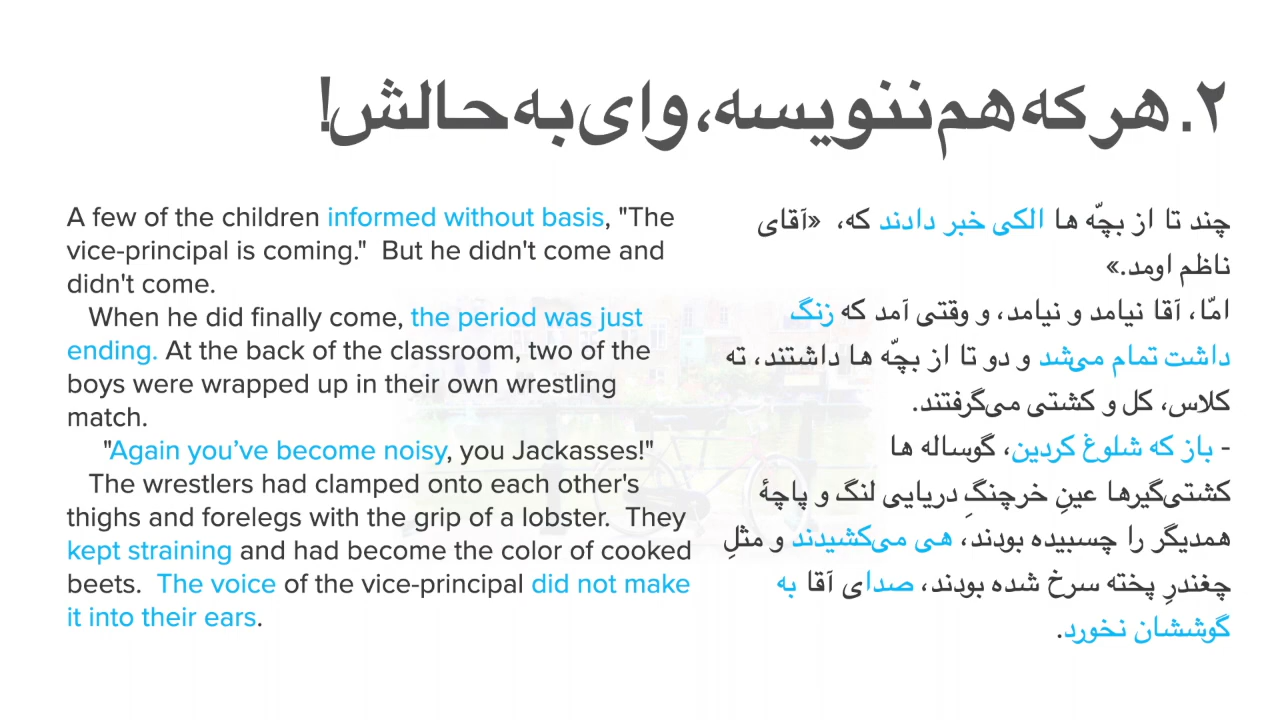 ۲. هر که هم ننویسه، وای به حالش!
A few of the children informed without basis, "The
vice-principal is coming."  But he didn't come and
didn't come.
When he did finally come, the period was just
ending. At the back of the classroom, two of the
boys were wrapped up in their own wrestling
match.
"Again you’ve become noisy, you Jackasses!"
The wrestlers had clamped onto each other's
thighs and forelegs with the grip of a lobster.  They
kept straining and had become the color of cooked
beets.  The voice of the vice-principal did not make
it into their ears.
چند تا از بچّه ها الکی خبر دادند که، «آقای
ناظم اومد.»
امّا، آقا نیامد و نیامد، و وقتی آمد که زنگ
داشت تمام می‌شد و دو تا از بچّه ها داشتند، ته
کلاس، کل و کشتی می‌گرفتند.
- باز که شلوغ کردین، گوساله ها
کشتی‌گیرها عینِ خرچنگِ دریایی لنگ و پاچهٔ
همدیگر را چسبیده بودند، هی می‌کشیدند و مثلِ
چغندرِ پخته سرخ شده بودند، صدای آقا به
گوششان نخورد.